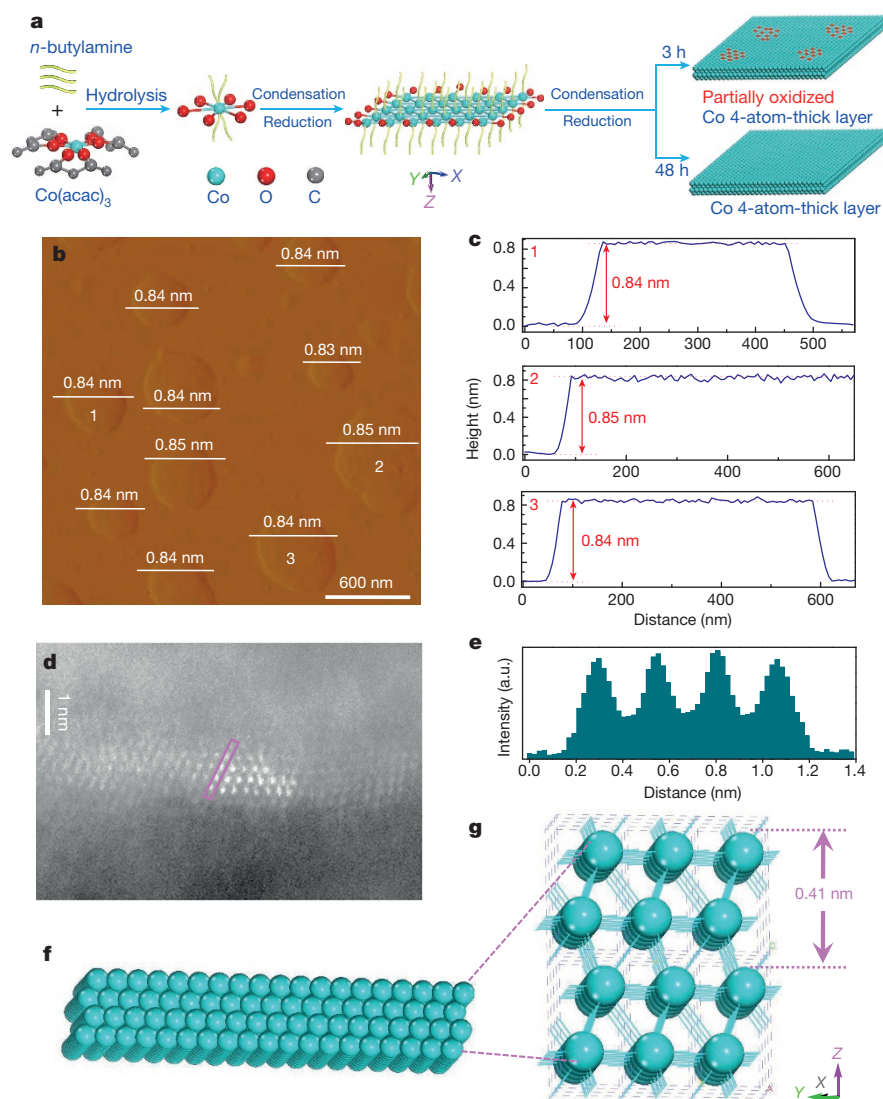 a
n-butylamine
+
Co(acac)3
Hydrolysis
Condensation
Reduction
Condensation
Reduction
3 h
Partially oxidized
Co 4-atom-thick layer
48 h
Co 4-atom-thick layer
Co
O
C
Y
X
Z
b
0.84 nm
0.84 nm
0.83 nm
0.84 nm
1
0.84 nm
0.85 nm
2
0.85 nm
0.84 nm
0.84 nm
3
0.84 nm
600 nm
c
1
0.84 nm
0.8
0.4
0.0
0 100 200 300 400 500
2
0.85 nm
0.8
0.4
0.0
0 200 400 600
3
0.84 nm
0.8
0.4
0.0
0 200 400 600
Height (nm)
Distance (nm)
d
1 nm
e
Intensity (a.u.)
0.0 0.2 0.4 0.6 0.8 1.0 1.2 1.4
Distance (nm)
f
g
0.41 nm
Z
X
Y